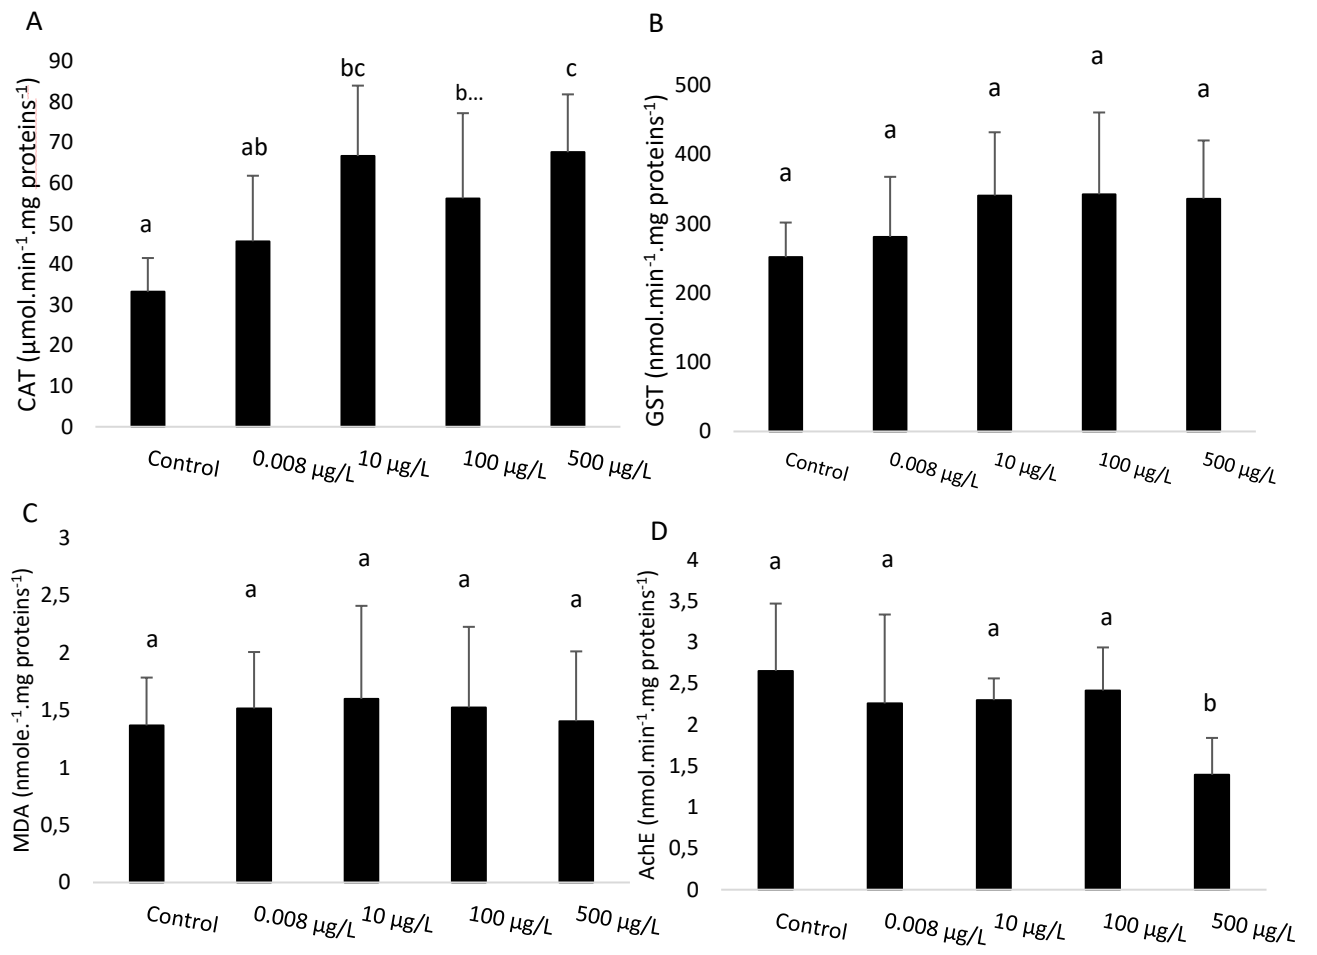 A
CAT (µmol.min⁻¹.mg proteins⁻¹)
90
80
70
60
50
40
30
20
10
0
a
ab
bc
b...
c
Control
0.008 µg/L
10 µg/L
100 µg/L
500 µg/L
B
GST (nmol.min⁻¹.mg proteins⁻¹)
500
400
300
200
100
0
a
a
a
a
a
Control
0.008 µg/L
10 µg/L
100 µg/L
500 µg/L
C
MDA (nmole.⁻¹.mg proteins⁻¹)
3
2,5
2
1,5
1
0,5
0
a
a
a
a
a
Control
0.008 µg/L
10 µg/L
100 µg/L
500 µg/L
D
AchE (nmol.min⁻¹.mg proteins⁻¹)
4
3,5
3
2,5
2
1,5
1
0,5
0
a
a
a
a
b
Control
0.008 µg/L
10 µg/L
100 µg/L
500 µg/L